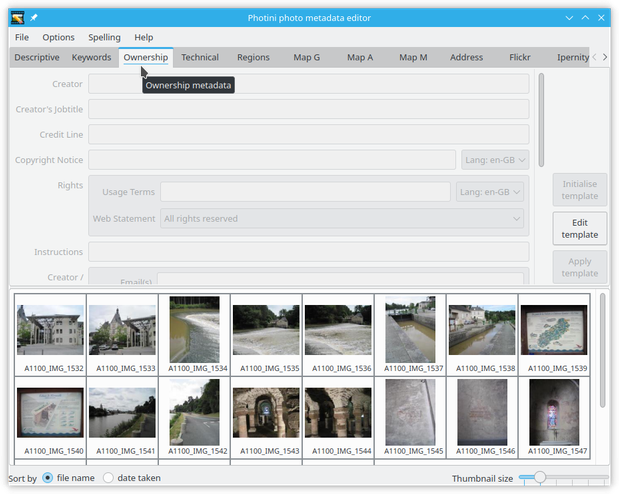 Photini photo metadata editor
File Options Spelling Help
Descriptive Keywords Ownership Technical Regions Map G Map A Map M Address Flickr Ipernity
Ownership metadata
Creator
Creator's Jobtitle
Credit Line
Copyright Notice Lang: en-GB
Rights Usage Terms Lang: en-GB
Web Statement All rights reserved
Initialise template
Edit template
Apply template
Instructions
Creator / Email(s)
A1100_IMG_1532 A1100_IMG_1533 A1100_IMG_1534 A1100_IMG_1535 A1100_IMG_1536 A1100_IMG_1537 A1100_IMG_1538 A1100_IMG_1539
A1100_IMG_1540 A1100_IMG_1541 A1100_IMG_1542 A1100_IMG_1543 A1100_IMG_1544 A1100_IMG_1545 A1100_IMG_1546 A1100_IMG_1547
Sort by file name date taken Thumbnail size